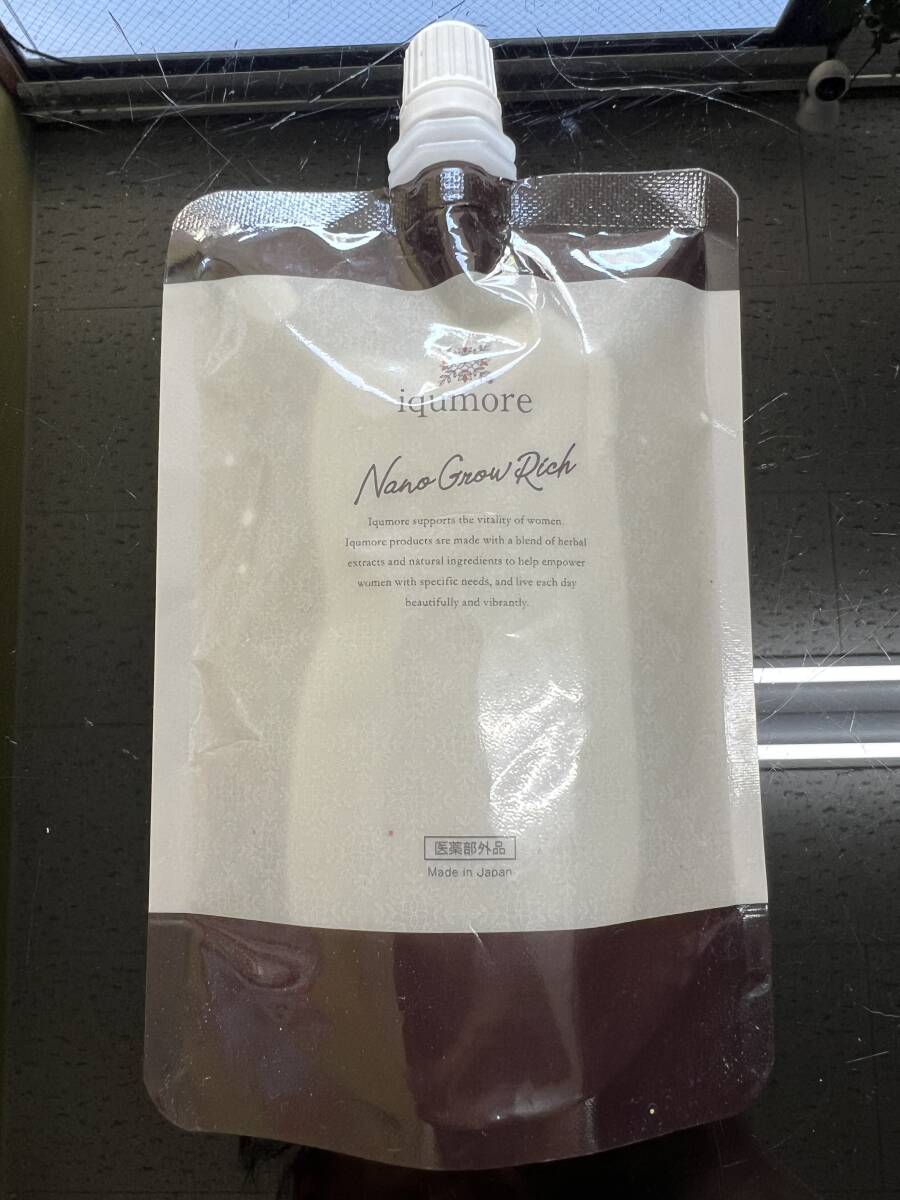 iqumore
Nano Grow Rich
Iqumore supports the vitality of women.
Iqumore products are made with a blend of herbal
extracts and natural ingredients to help empower
women with specific needs, and live each day
beautifully and vibrantly.
医薬部外品
Made in Japan